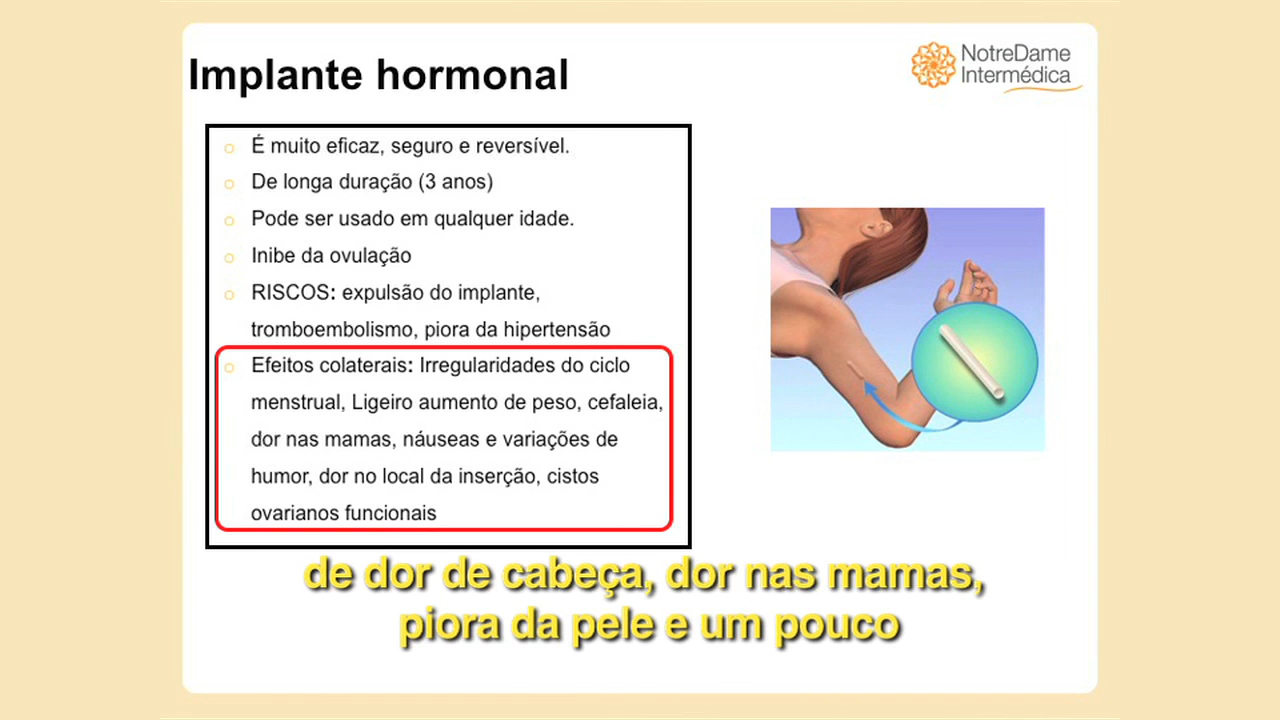 Implante hormonal
NotreDame
Intermédica
É muito eficaz, seguro e reversível.
De longa duração (3 anos)
Pode ser usado em qualquer idade.
Inibe da ovulação
RISCOS: expulsão do implante,
tromboembolismo, piora da hipertensão
Efeitos colaterais: Irregularidades do ciclo
menstrual, Ligeiro aumento de peso, cefaleia,
dor nas mamas, náuseas e variações de
humor, dor no local da inserção, cistos
ovarianos funcionais
de dor de cabeça, dor nas mamas,
piora da pele e um pouco